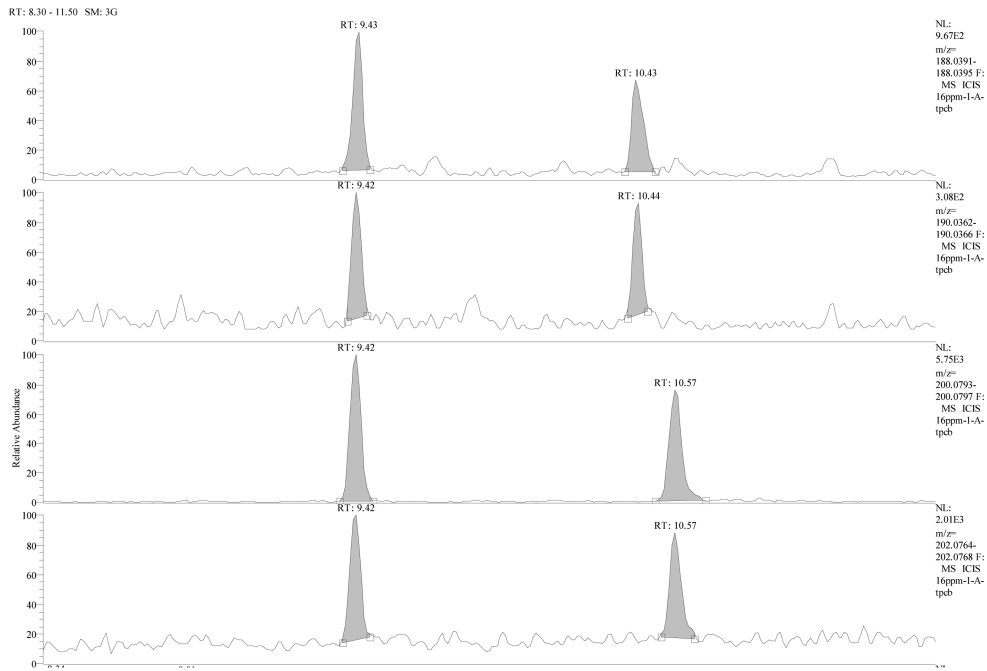 RT: 8.30 - 11.50 SM: 3G
RT: 9.43
RT: 10.43
100
80
60
40
20
0
NL:
9.67E2
m/z=
188.0391-
188.0395 F:
MS ICIS
16ppm-1-A-
tpcb
RT: 9.42
RT: 10.44
100
80
60
40
20
0
NL:
3.08E2
m/z=
190.0362-
190.0366 F:
MS ICIS
16ppm-1-A-
tpcb
RT: 9.42
RT: 10.57
100
80
60
40
20
0
Relative Abundance
NL:
5.75E3
m/z=
200.0793-
200.0797 F:
MS ICIS
16ppm-1-A-
tpcb
RT: 9.42
RT: 10.57
100
80
60
40
20
0
NL:
2.01E3
m/z=
202.0764-
202.0768 F:
MS ICIS
16ppm-1-A-
tpcb